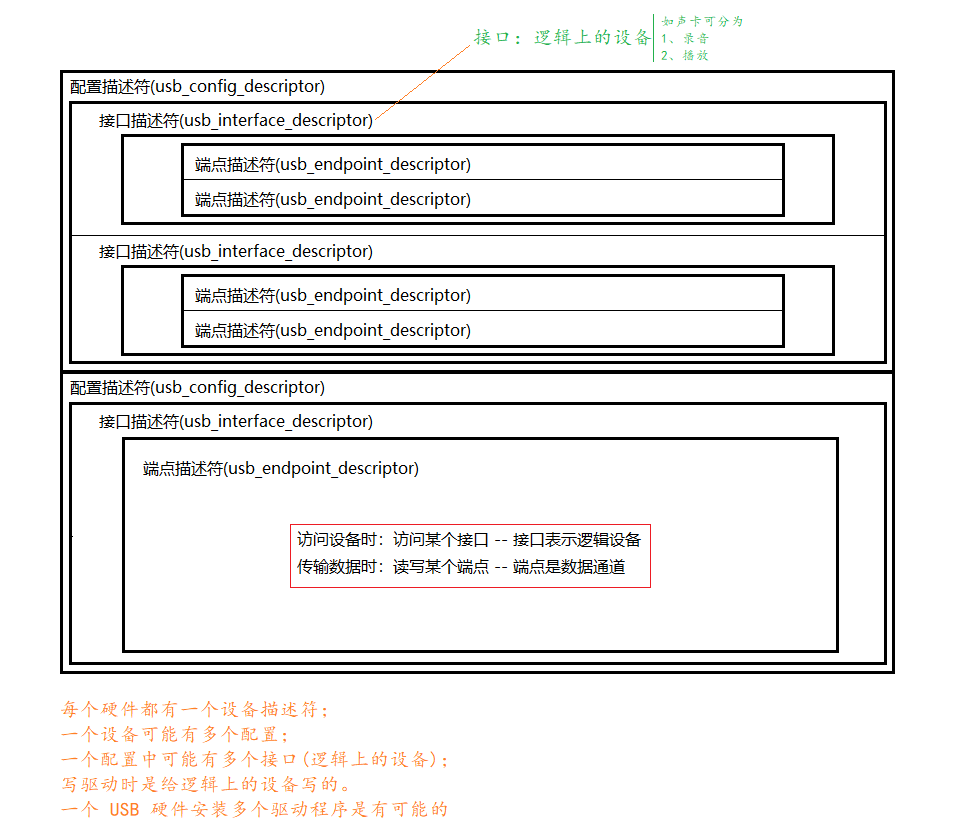 接口：逻辑上的设备
如声卡可分为
1、录音
2、播放
配置描述符(usb_config_descriptor)
接口描述符(usb_interface_descriptor)
端点描述符(usb_endpoint_descriptor)
端点描述符(usb_endpoint_descriptor)
接口描述符(usb_interface_descriptor)
端点描述符(usb_endpoint_descriptor)
端点描述符(usb_endpoint_descriptor)
配置描述符(usb_config_descriptor)
接口描述符(usb_interface_descriptor)
端点描述符(usb_endpoint_descriptor)
访问设备时：访问某个接口 -- 接口表示逻辑设备
传输数据时：读写某个端点 -- 端点是数据通道
每个硬件都有一个设备描述符；
一个设备可能有多个配置；
一个配置中可能有多个接口(逻辑上的设备)；
写驱动时是给逻辑上的设备写的。
一个 USB 硬件安装多个驱动程序是有可能的